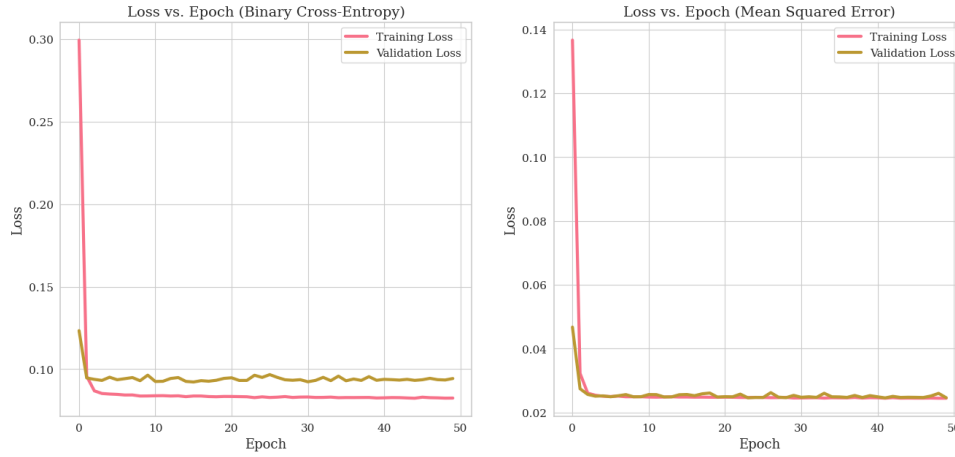 Loss vs. Epoch (Binary Cross-Entropy)
Training Loss
Validation Loss
0.30
0.25
0.20
0.15
0.10
Loss
0
10
20
30
40
50
Epoch
Loss vs. Epoch (Mean Squared Error)
Training Loss
Validation Loss
0.14
0.12
0.10
0.08
0.06
0.04
0.02
Loss
0
10
20
30
40
50
Epoch